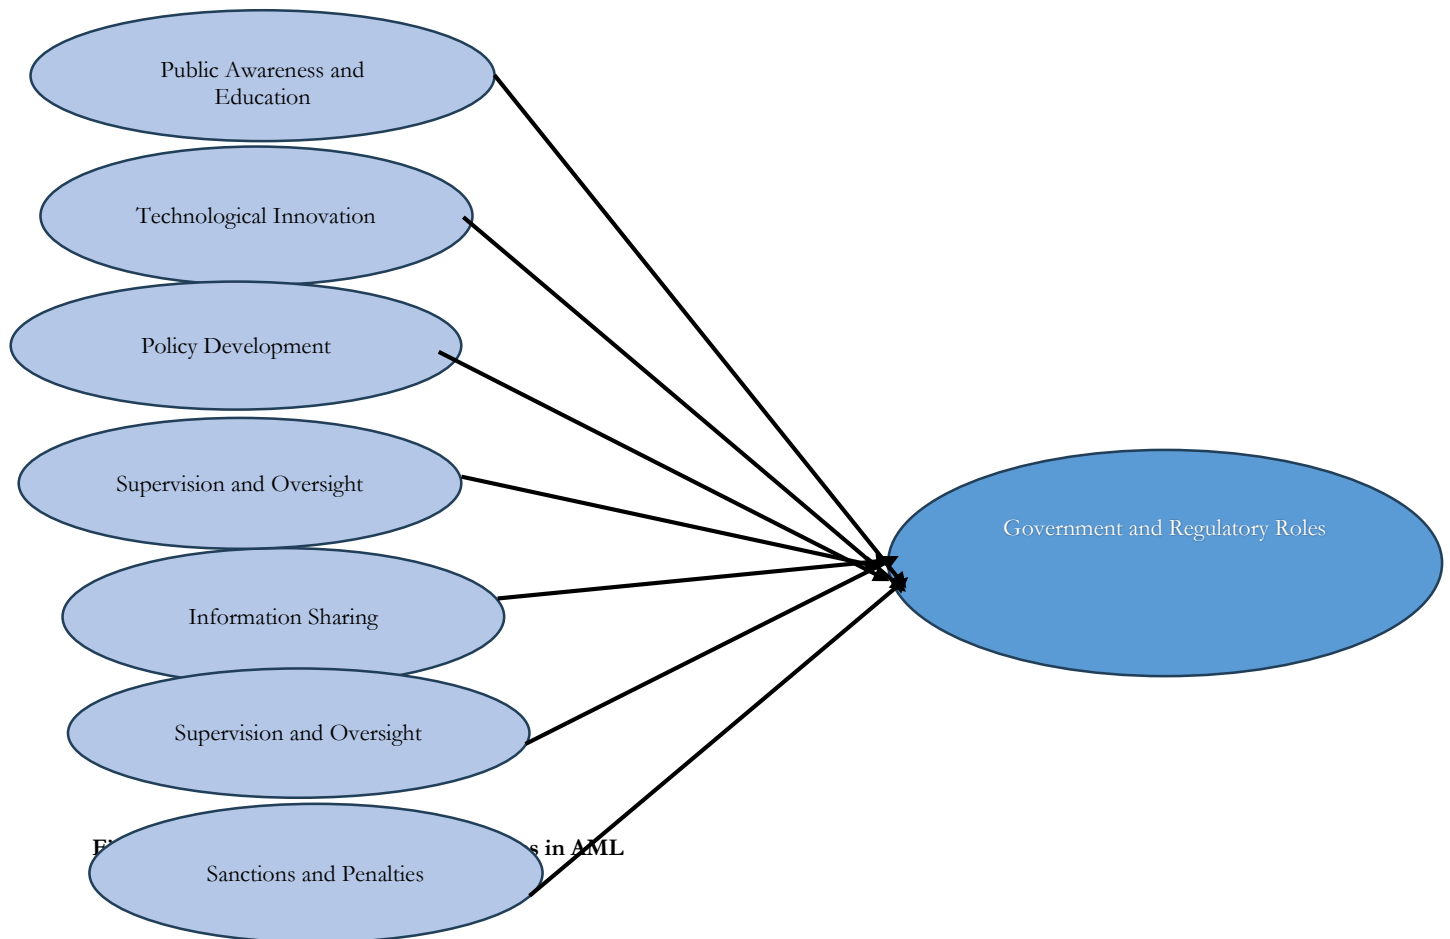 Public Awareness and
Education
Technological Innovation
Policy Development
Supervision and Oversight
Government and Regulatory Roles
Information Sharing
Supervision and Oversight
in AML
Sanctions and Penalties